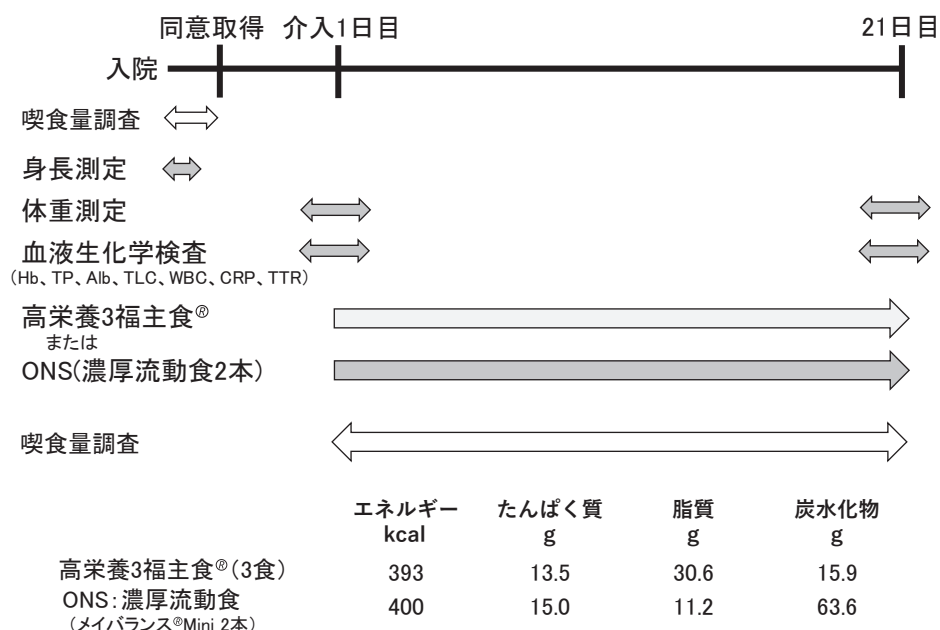 同意取得 介入1日目 21日目
入院
喫食量調査
身長測定
体重測定
血液生化学検査
(Hb、TP、Alb、TLC、WBC、CRP、TTR)
高栄養3福主食®
または
ONS(濃厚流動食2本)
喫食量調査
エネルギー たんぱく質 脂質 炭水化物
kcal g g g
高栄養3福主食®(3食) 393 13.5 30.6 15.9
ONS:濃厚流動食 400 15.0 11.2 63.6
(メイバランス®Mini 2本)